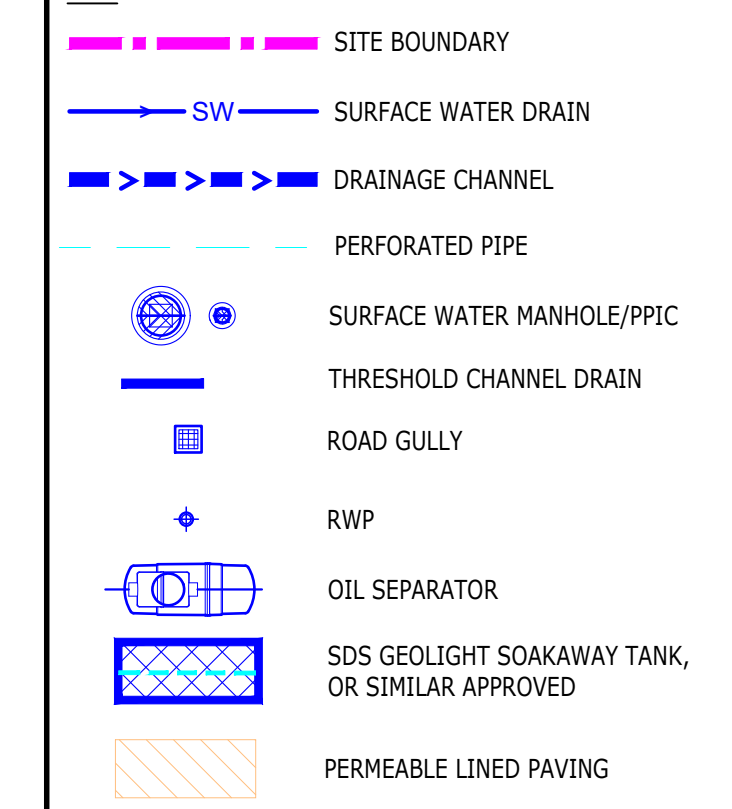 SITE BOUNDARY
SW
SURFACE WATER DRAIN
DRAINAGE CHANNEL
PERFORATED PIPE
SURFACE WATER MANHOLE/PPIC
THRESHOLD CHANNEL DRAIN
ROAD GULLY
RWP
OIL SEPARATOR
SDS GEOLIGHT SOAKAWAY TANK,
OR SIMILAR APPROVED
PERMEABLE LINED PAVING